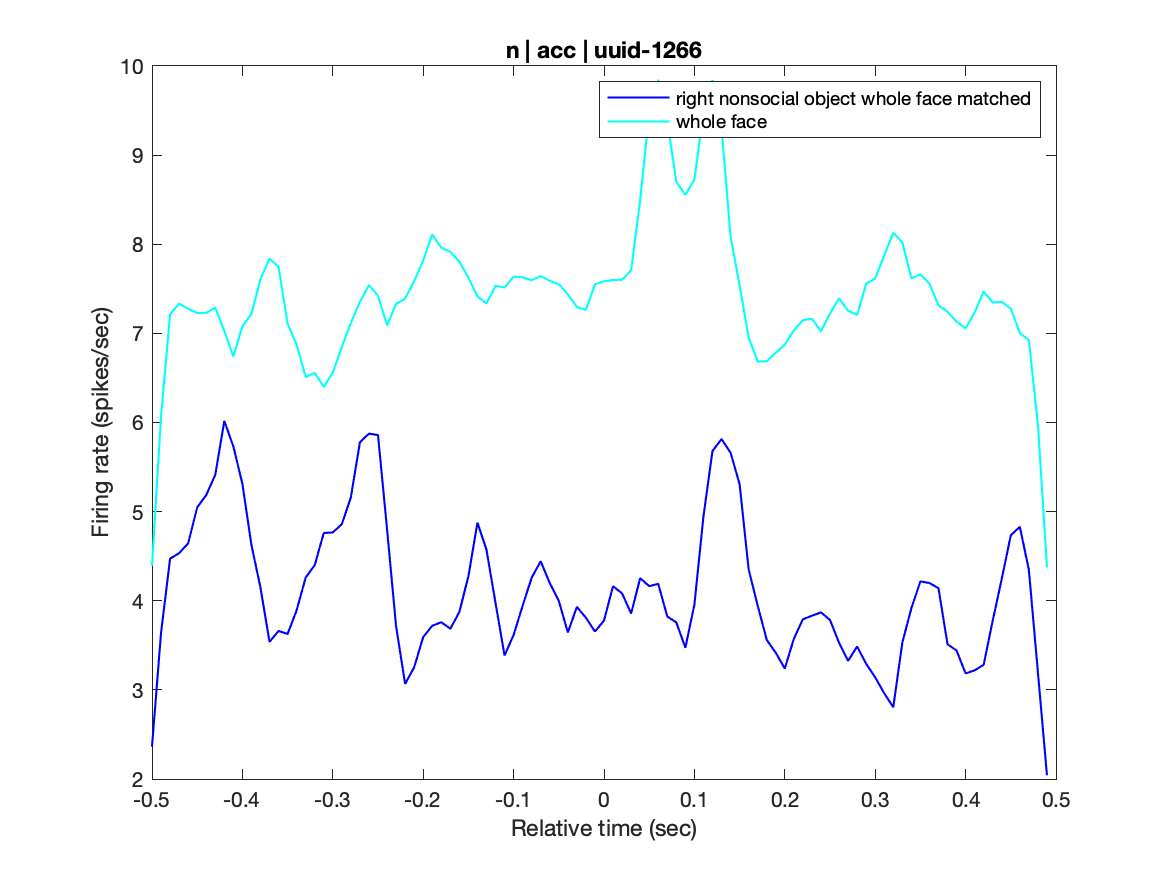 n | acc | uuid-1266
right nonsocial object whole face matched
whole face
10
9
8
7
6
5
4
3
2
Firing rate (spikes/sec)
-0.5 -0.4 -0.3 -0.2 -0.1 0 0.1 0.2 0.3 0.4 0.5
Relative time (sec)